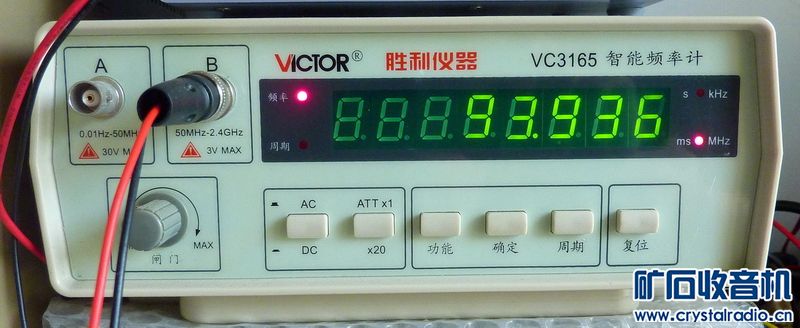 VICTOR® 胜利仪器 VC3165 智能频率计
A B
频率 93.936 s kHz
周期 ms MHz
0.01Hz-50MH 50MHz-2.4GHz
30V M 3V MAX
AC ATT x1
MAX
DC x20 功能 确定 周期 复位
闸门
矿石收音机
www.crystalradio.cn